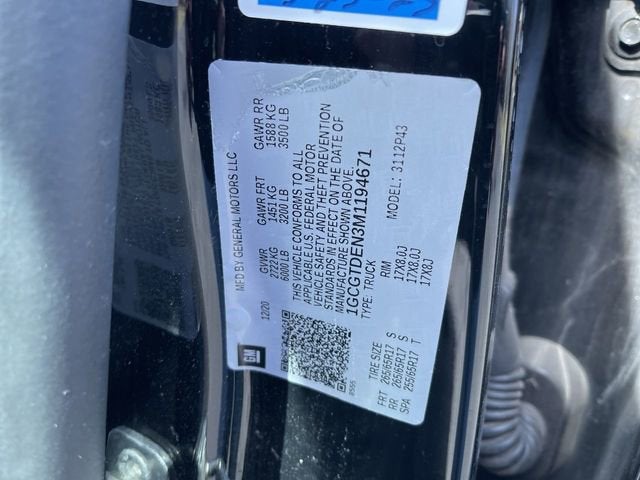 MFD BY GENERAL MOTORS LLC
12/20 GVWR GAWR FRT GAWR RR
2722 KG 1451 KG 1588 KG
6000 LB 3200 LB 3500 LB
THIS VEHICLE CONFORMS TO ALL
APPLICABLE U.S. FEDERAL MOTOR
VEHICLE SAFETY AND THEFT PREVENTION
STANDARDS IN EFFECT ON THE DATE OF
MANUFACTURE SHOWN ABOVE.
1GCGTDEN3M1194671
TYPE: TRUCK MODEL: 3112P43
GM
TIRE SIZE RIM
FRT 265/65R17 S 17X8.0J
RR 265/65R17 S 17X8.0J
SPA 255/65R17 T 17X8J